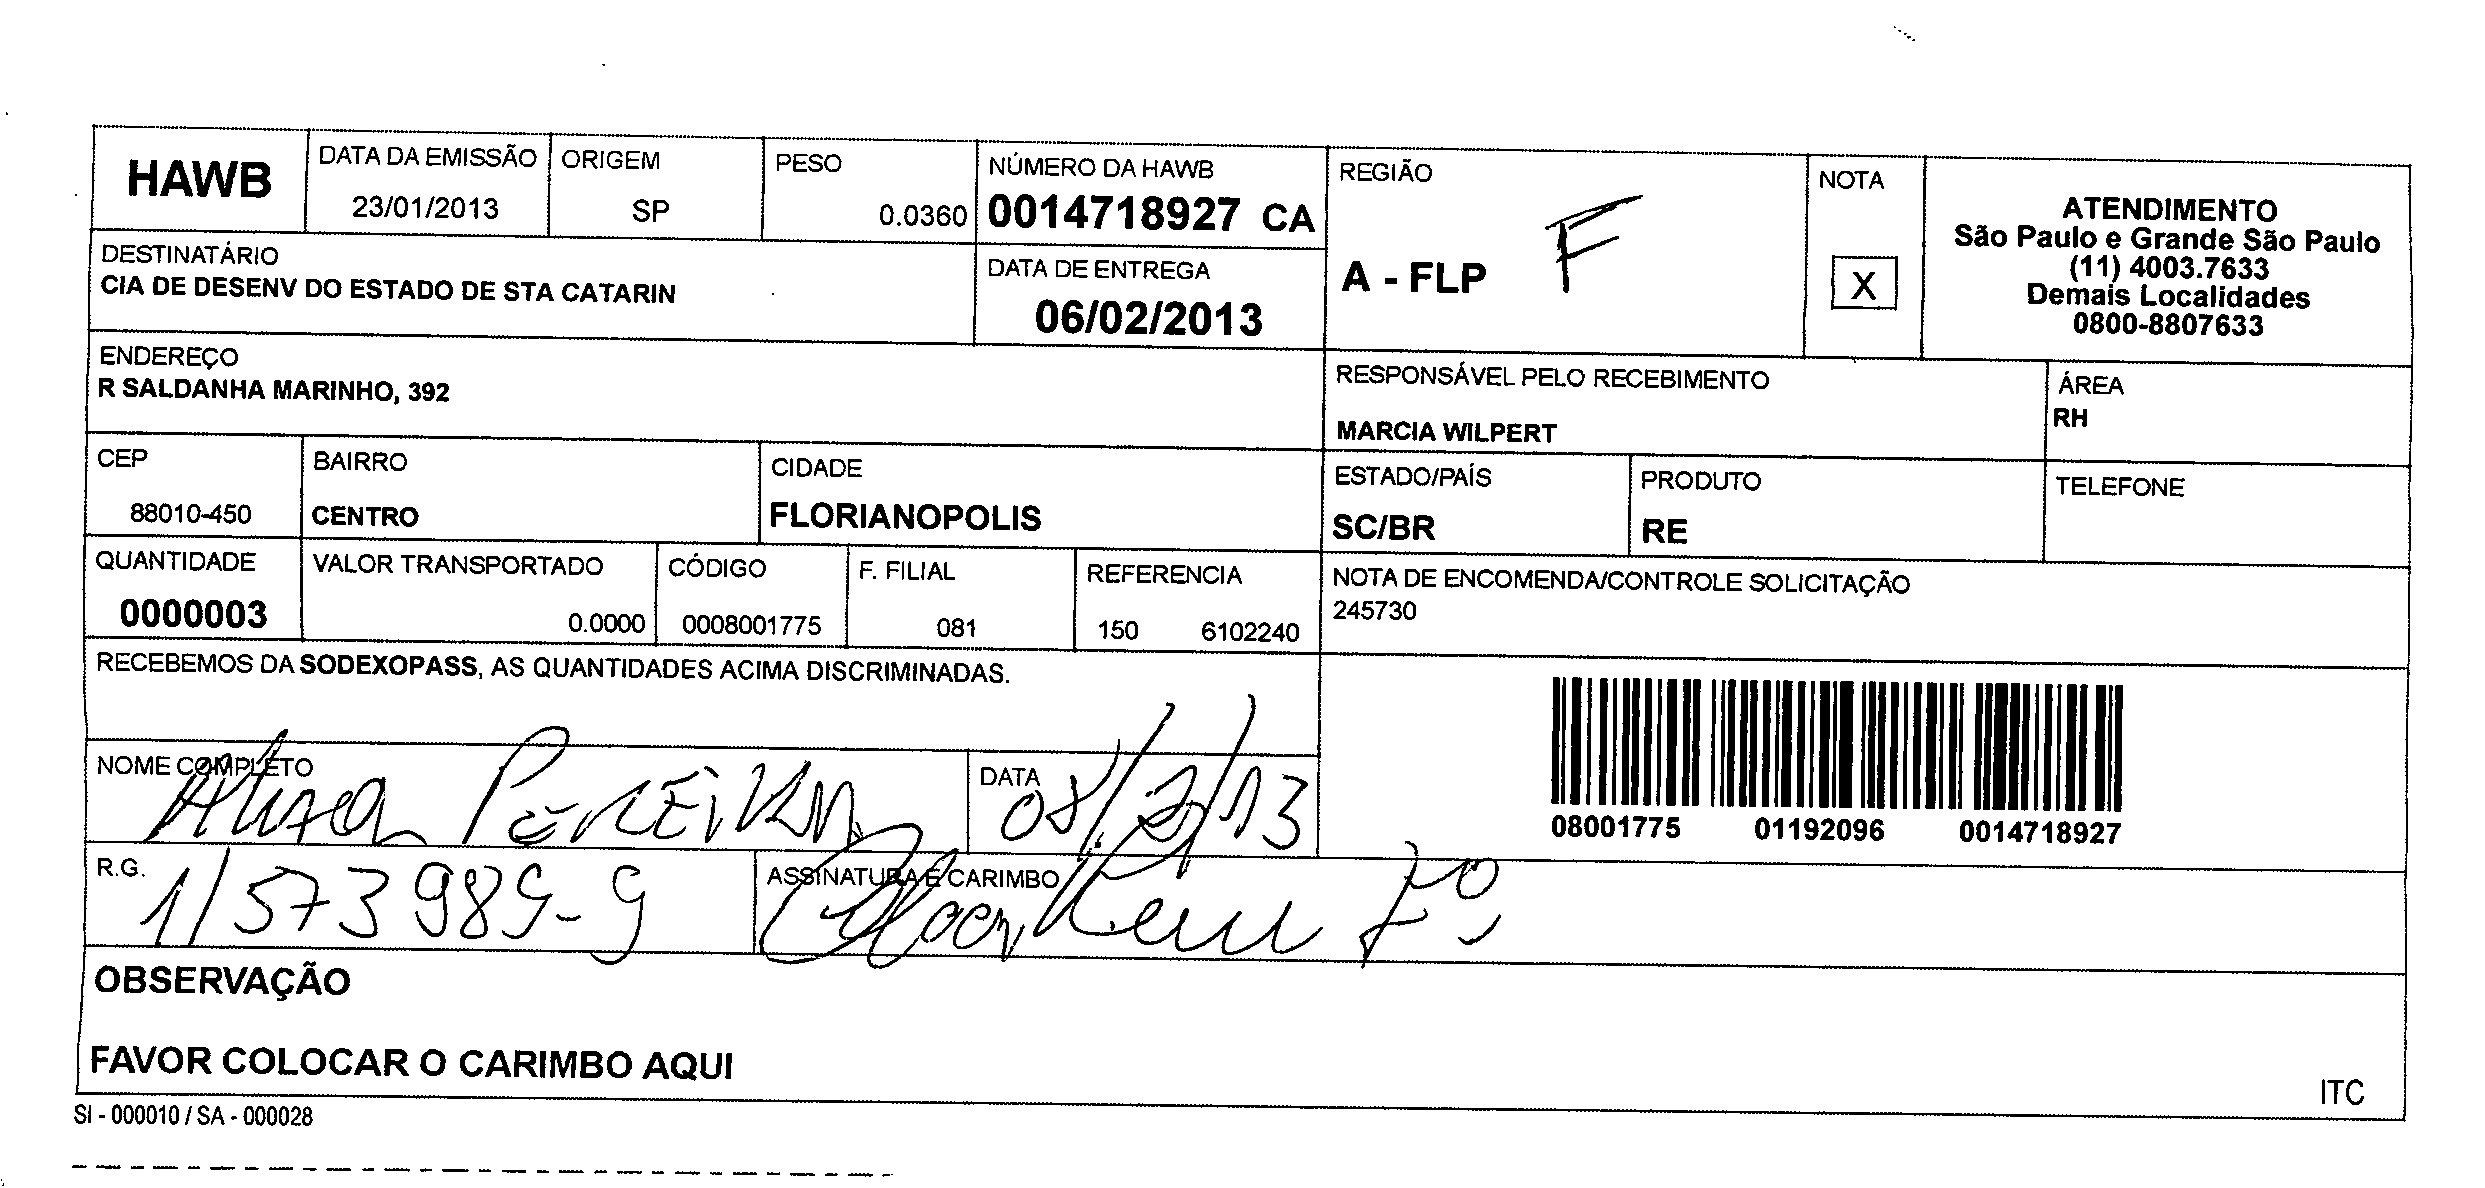 HAWB
DATA DA EMISSÃO
23/01/2013
ORIGEM
SP
PESO
0.0360
NÚMERO DA HAWB
0014718927 CA
REGIÃO
A - FLP F
NOTA
X
ATENDIMENTO
São Paulo e Grande São Paulo
(11) 4003.7633
Demais Localidades
0800-8807633
DESTINATÁRIO
CIA DE DESENV DO ESTADO DE STA CATARIN
DATA DE ENTREGA
06/02/2013
ENDEREÇO
R SALDANHA MARINHO, 392
RESPONSÁVEL PELO RECEBIMENTO
MARCIA WILPERT
ÁREA
RH
CEP
88010-450
BAIRRO
CENTRO
CIDADE
FLORIANOPOLIS
ESTADO/PAÍS
SC/BR
PRODUTO
RE
TELEFONE
QUANTIDADE
0000003
VALOR TRANSPORTADO
0.0000
CÓDIGO
0008001775
F. FILIAL
081
REFERENCIA
150 6102240
NOTA DE ENCOMENDA/CONTROLE SOLICITAÇÃO
245730
RECEBEMOS DA SODEXOPASS, AS QUANTIDADES ACIMA DISCRIMINADAS.
08001775 01192096 0014718927
NOME COMPLETO
PEREIRA
DATA
08/2/13
R.G.
1/573989-9
ASSINATURA E CARIMBO
OBSERVAÇÃO
FAVOR COLOCAR O CARIMBO AQUI
ITC
SI - 000010 / SA - 000028